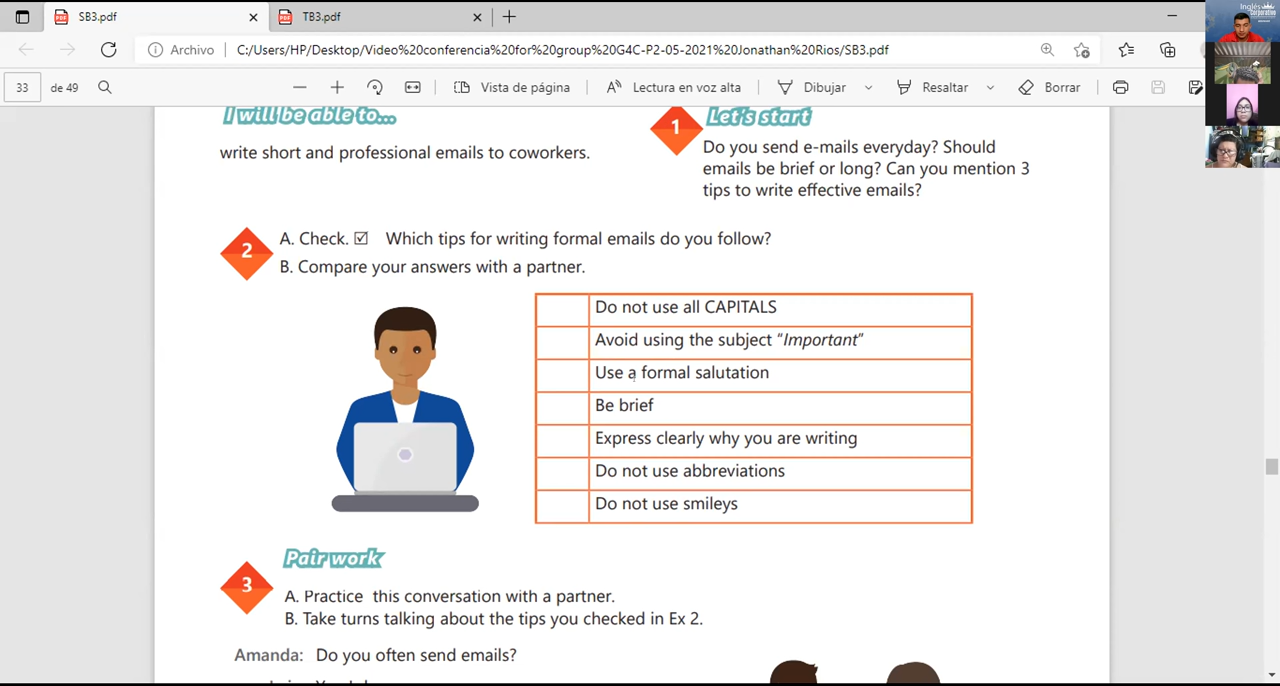 SB3.pdf
TB3.pdf
Archivo
C:/Users/HP/Desktop/Video%20conferencia%20for%20group%20G4C-P2-05-2021%20Jonathan%20Rios/SB3.pdf
33
de 49
Vista de página
Lectura en voz alta
Dibujar
Resaltar
Borrar
Inglés
Corporativo
I will be able to...
write short and professional emails to coworkers.
1
Let's start
Do you send e-mails everyday? Should
emails be brief or long? Can you mention 3
tips to write effective emails?
2
A. Check. ☑ Which tips for writing formal emails do you follow?
B. Compare your answers with a partner.
Do not use all CAPITALS
Avoid using the subject “Important”
Use a formal salutation
Be brief
Express clearly why you are writing
Do not use abbreviations
Do not use smileys
Pair work
3
A. Practice this conversation with a partner.
B. Take turns talking about the tips you checked in Ex 2.
Amanda: Do you often send emails?